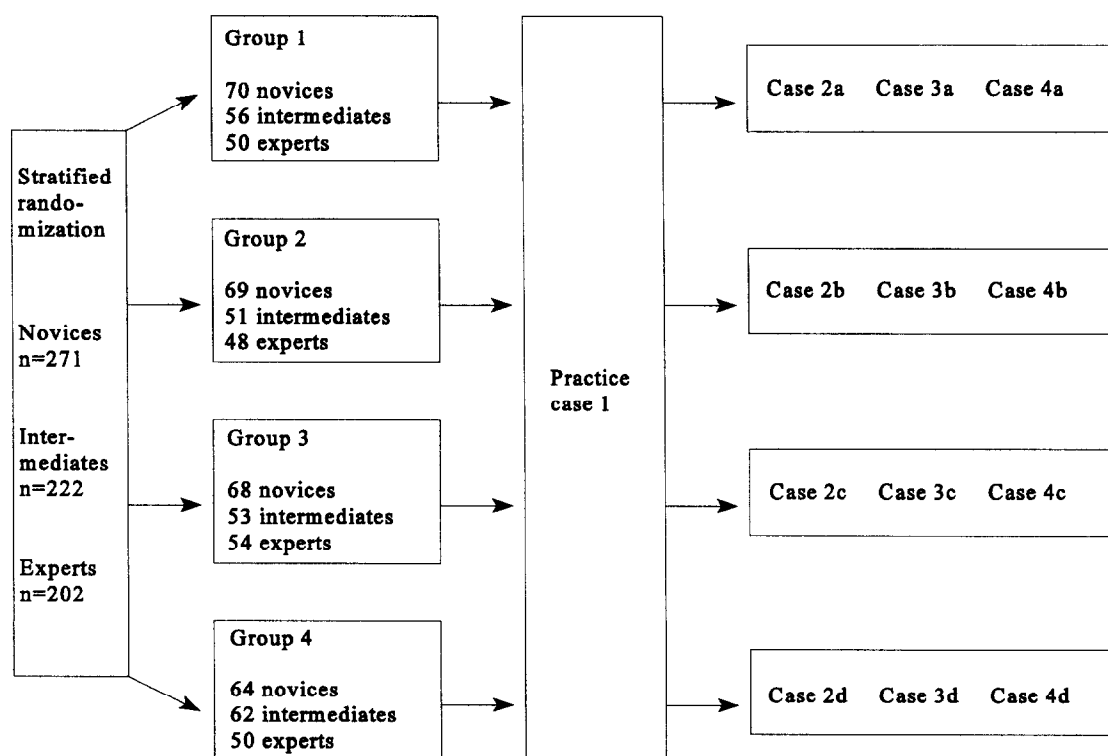 Stratified
rando-
mization
Novices
n=271
Inter-
mediates
n=222
Experts
n=202
Group 1
70 novices
56 intermediates
50 experts
Group 2
69 novices
51 intermediates
48 experts
Group 3
68 novices
53 intermediates
54 experts
Group 4
64 novices
62 intermediates
50 experts
Practice
case 1
Case 2a Case 3a Case 4a
Case 2b Case 3b Case 4b
Case 2c Case 3c Case 4c
Case 2d Case 3d Case 4d